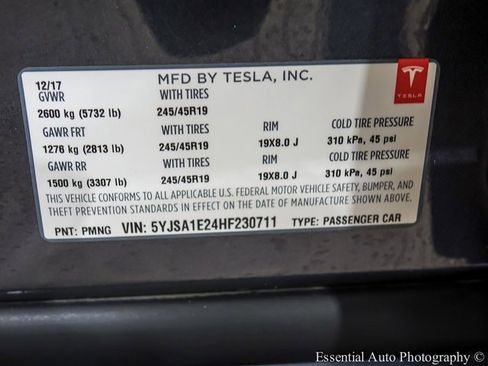 12/17 MFD BY TESLA, INC.
GVWR WITH TIRES
2600 kg (5732 lb) 245/45R19
TESLA
GAWR FRT WITH TIRES RIM COLD TIRE PRESSURE
1276 kg (2813 lb) 245/45R19 19X8.0 J 310 kPa, 45 psi
GAWR RR WITH TIRES RIM COLD TIRE PRESSURE
1500 kg (3307 lb) 245/45R19 19X8.0 J 310 kPa, 45 psi
THIS VEHICLE CONFORMS TO ALL APPLICABLE U.S. FEDERAL MOTOR VEHICLE SAFETY, BUMPER, AND
THEFT PREVENTION STANDARDS IN EFFECT ON THE DATE OF MANUFACTURE SHOWN ABOVE.
PNT: PMNG VIN: 5YJSA1E24HF230711 TYPE: PASSENGER CAR
Essential Auto Photography ©